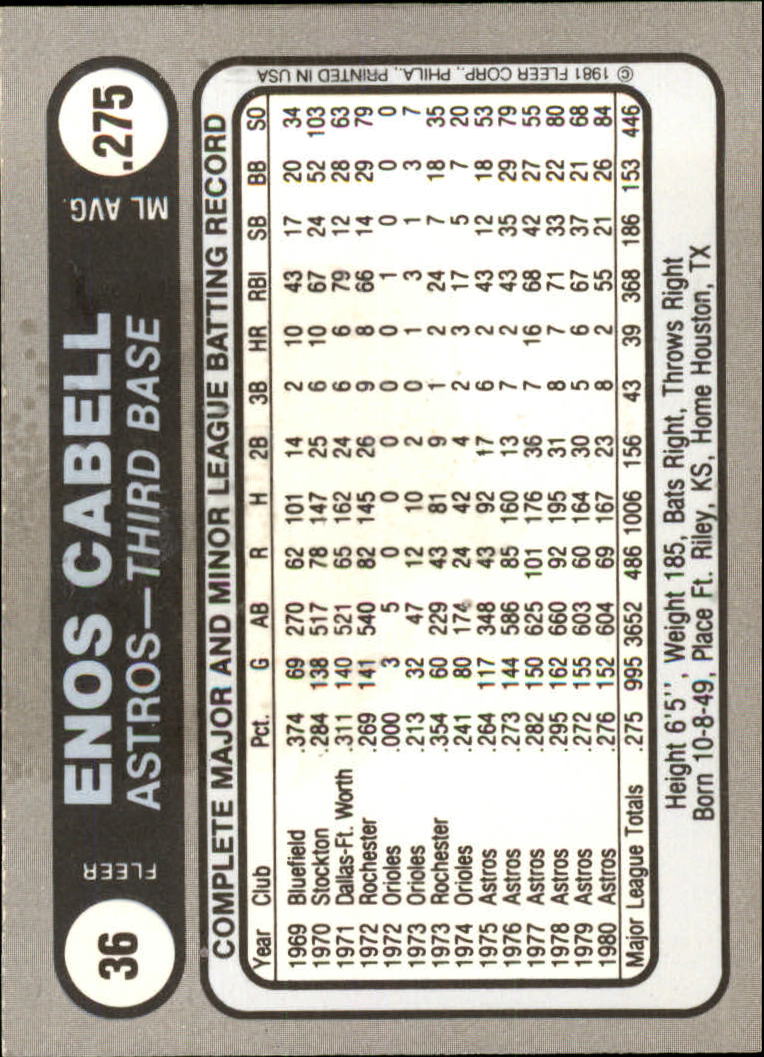 36
FLEER
ENOS CABELL
ASTROS—THIRD BASE
ML AVG.
.275
COMPLETE MAJOR AND MINOR LEAGUE BATTING RECORD
Year Club Pct. G AB R H 2B 3B HR RBI SB BB SO
1969 Bluefield .374 69 270 62 101 14 2 10 43 17 20 34
1970 Stockton .284 138 517 78 147 25 6 10 67 24 52 103
1971 Dallas-Ft. Worth .311 140 521 65 162 24 6 6 79 12 28 63
1972 Rochester .269 141 540 82 145 26 9 8 66 14 29 79
1972 Orioles .000 3 5 0 0 0 0 0 1 0 0 0
1973 Orioles .213 32 47 12 10 2 0 1 3 1 3 7
1973 Rochester .354 60 229 43 81 9 1 2 24 7 18 35
1974 Orioles .241 80 174 24 42 4 2 3 17 5 7 20
1975 Astros .264 117 348 43 92 17 6 2 43 12 18 53
1976 Astros .273 144 586 85 160 13 7 2 43 35 29 79
1977 Astros .282 150 625 101 176 36 7 16 68 42 27 55
1978 Astros .295 162 660 92 195 31 8 7 71 33 22 80
1979 Astros .272 155 603 60 164 30 5 6 67 37 21 68
1980 Astros .276 152 604 69 167 23 8 2 55 21 26 84
Major League Totals .275 995 3652 486 1006 156 43 39 368 186 153 446
Height 6'5", Weight 185, Bats Right, Throws Right
Born 10-8-49, Place Ft. Riley, KS, Home Houston, TX
© 1981 FLEER CORP., PHILA., PRINTED IN USA